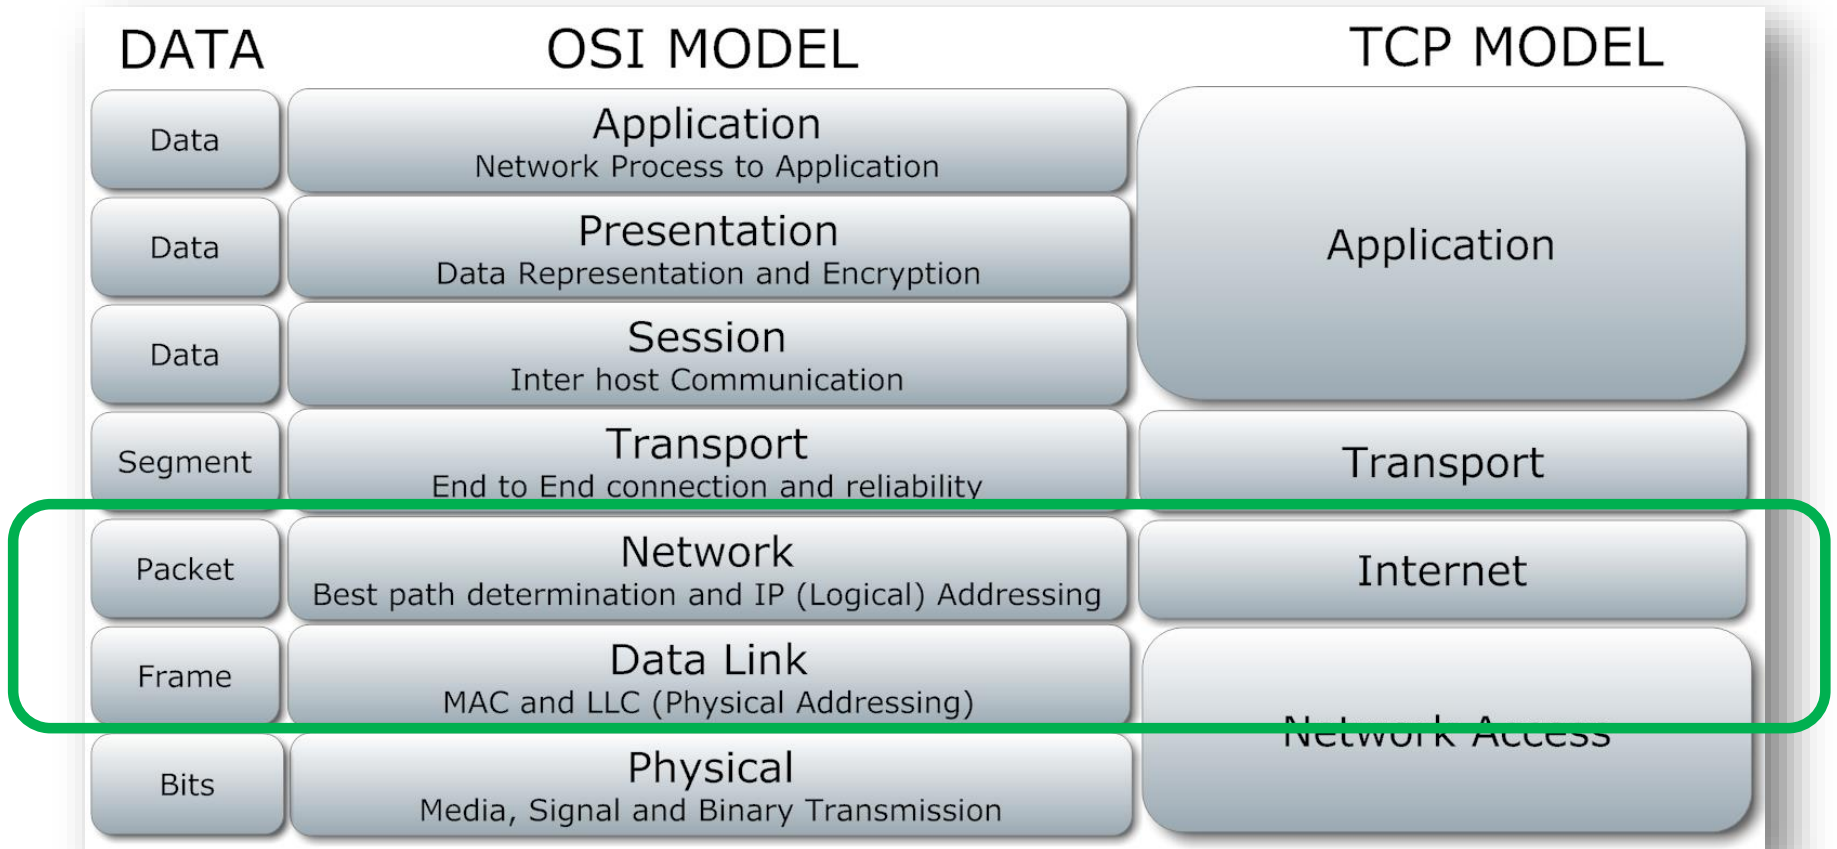 DATA OSI MODEL TCP MODEL
Data
Application
Network Process to Application
Data
Presentation
Data Representation and Encryption
Application
Data
Session
Inter host Communication
Segment
Transport
End to End connection and reliability
Transport
Packet
Network
Best path determination and IP (Logical) Addressing
Internet
Frame
Data Link
MAC and LLC (Physical Addressing)
Network Access
Bits
Physical
Media, Signal and Binary Transmission